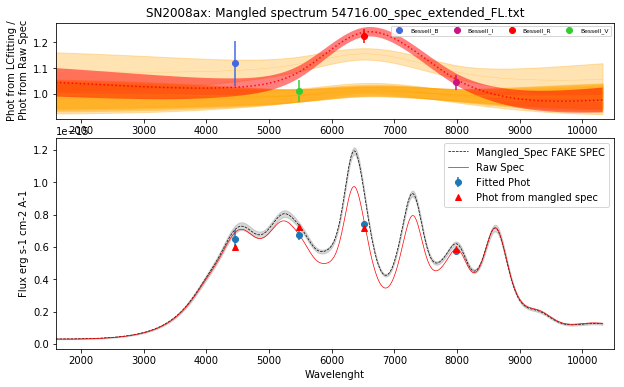 SN2008ax: Mangled spectrum 54716.00_spec_extended_FL.txt
Phot from LCfitting /
Phot from Raw Spec
1.2
1.1
1.0
Bessell_B
Bessell_I
Bessell_R
Bessell_V
2000 3000 4000 5000 6000 7000 8000 9000 10000
Flux erg s-1 cm-2 A-1
1.2
1.0
0.8
0.6
0.4
0.2
0.0
Mangled_Spec FAKE SPEC
Raw Spec
Fitted Phot
Phot from mangled spec
2000 3000 4000 5000 6000 7000 8000 9000 10000
Wavelenght